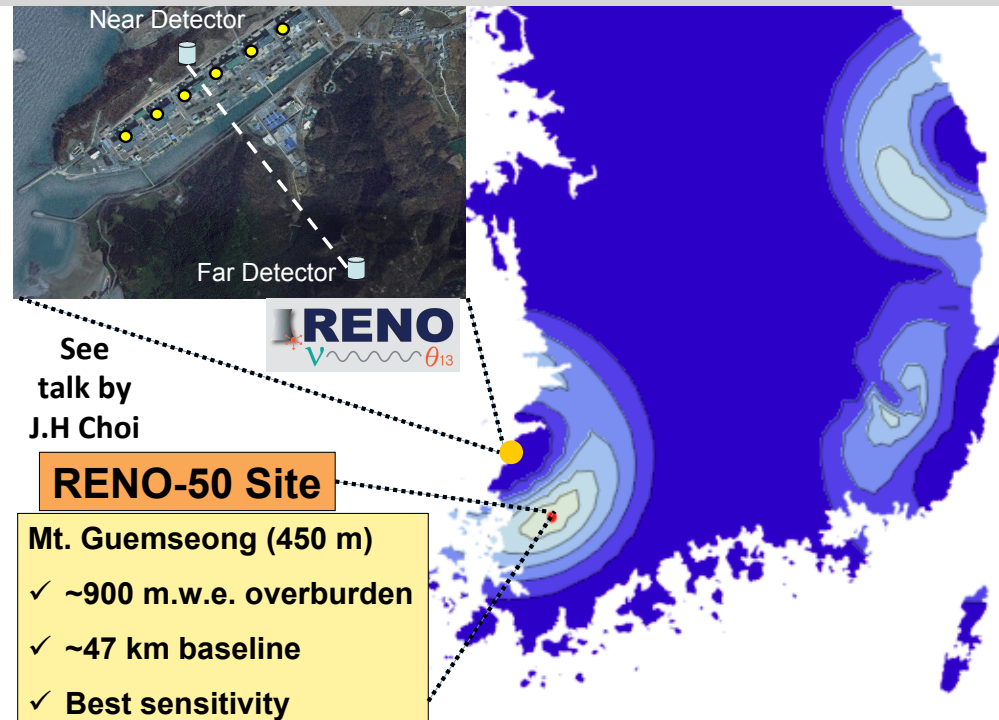 Near Detector
Far Detector
RENO
ν θ13
See
talk by
J.H Choi
RENO-50 Site
Mt. Guemseong (450 m)
✓ ~900 m.w.e. overburden
✓ ~47 km baseline
✓ Best sensitivity